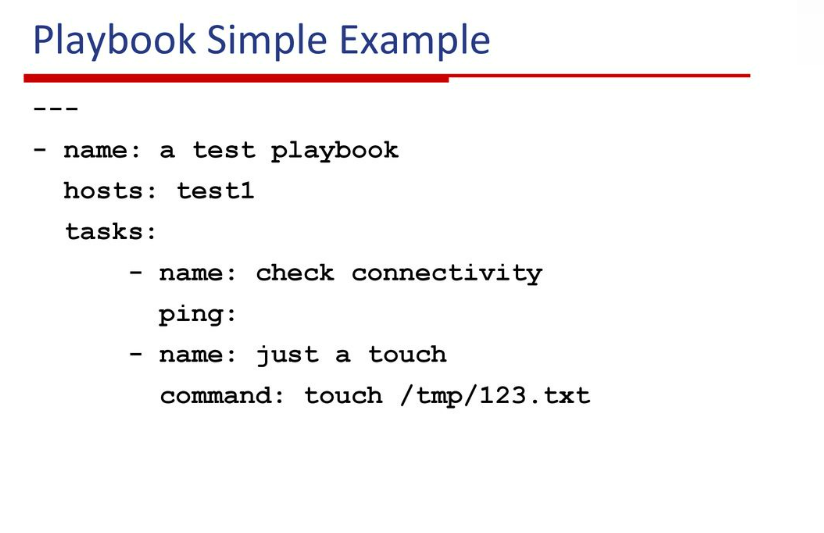 Playbook Simple Example
---
- name: a test playbook
  hosts: test1
  tasks:
      - name: check connectivity
        ping:
      - name: just a touch
        command: touch /tmp/123.txt